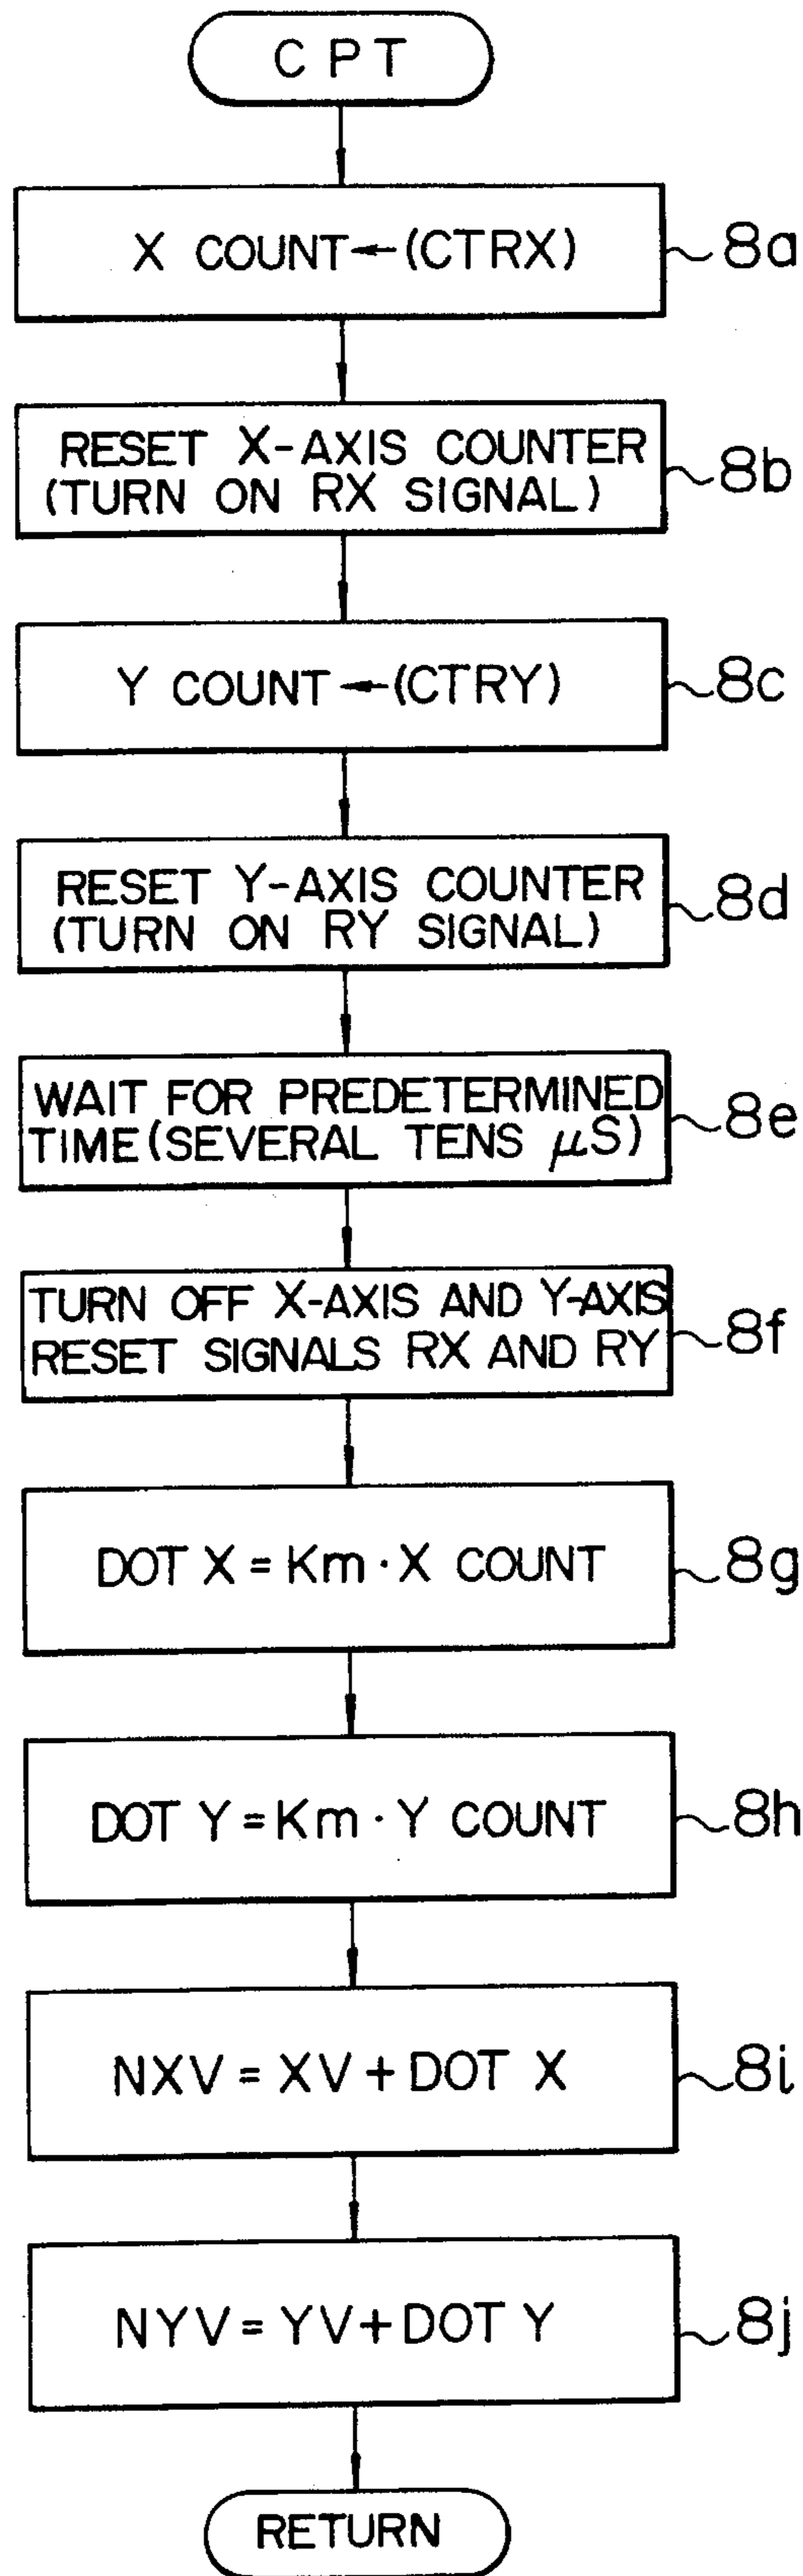 CPT
X COUNT←(CTRX)
8a
RESET X-AXIS COUNTER
(TURN ON RX SIGNAL)
8b
Y COUNT←(CTRY)
8c
RESET Y-AXIS COUNTER
(TURN ON RY SIGNAL)
8d
WAIT FOR PREDETERMINED
TIME (SEVERAL TENS μS)
8e
TURN OFF X-AXIS AND Y-AXIS
RESET SIGNALS RX AND RY
8f
DOT X = Km · X COUNT
8g
DOT Y = Km · Y COUNT
8h
NXV = XV + DOT X
8i
NYV = YV + DOT Y
8j
RETURN